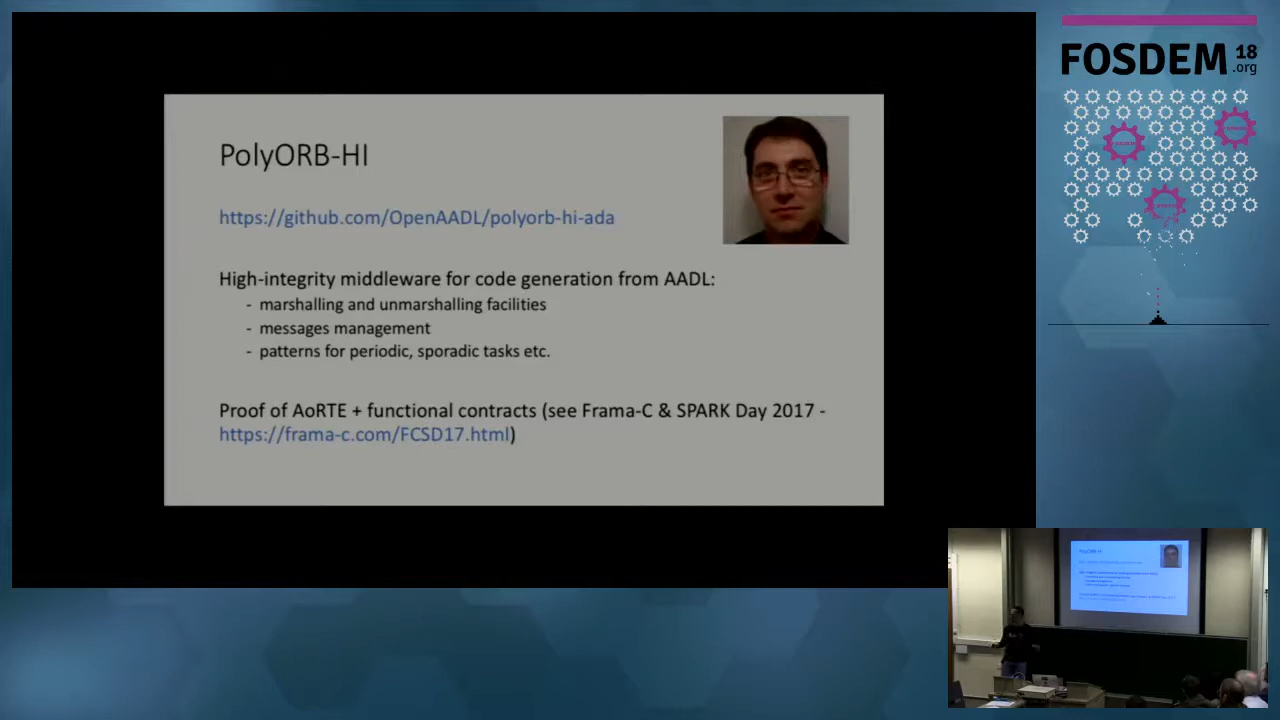 PolyORB-HI
https://github.com/OpenAADL/polyorb-hi-ada
High-integrity middleware for code generation from AADL:
- marshalling and unmarshalling facilities
- messages management
- patterns for periodic, sporadic tasks etc.
Proof of AoRTE + functional contracts (see Frama-C & SPARK Day 2017 -
https://frama-c.com/FCSD17.html)
FOSDEM 18
.org
PolyORB-HI